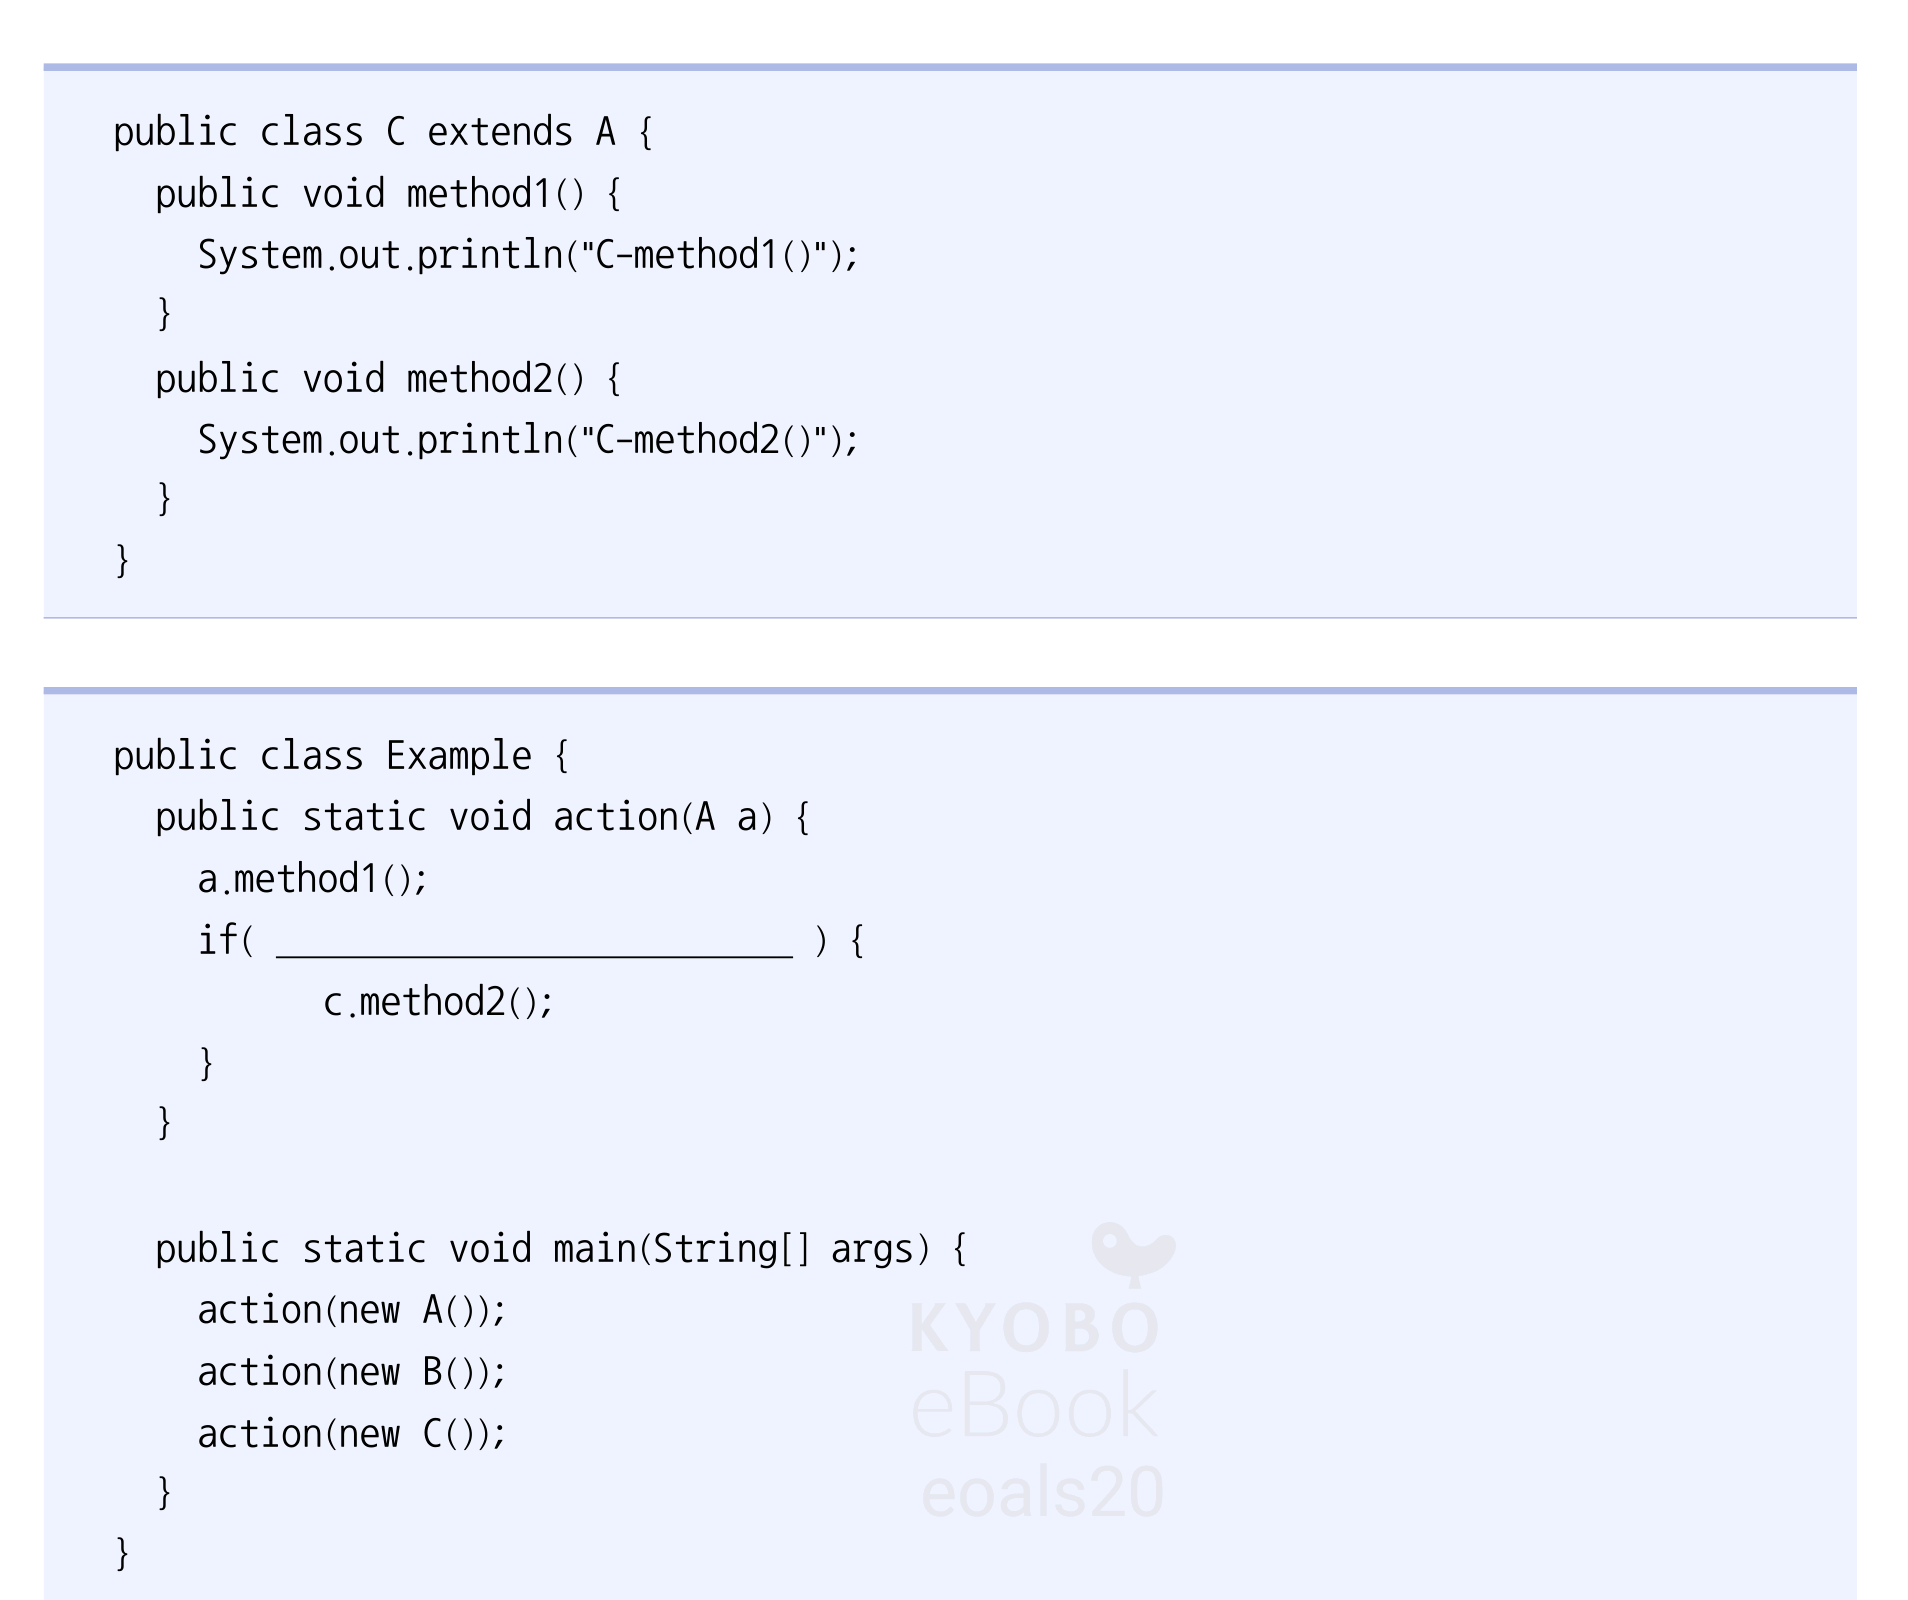 public class C extends A {
  public void method1() {
    System.out.println("C-method1()");
  }
  public void method2() {
    System.out.println("C-method2()");
  }
}
public class Example {
  public static void action(A a) {
    a.method1();
    if( _________________________ ) {
          c.method2();
    }
  }
  public static void main(String[] args) {
    action(new A());
    action(new B());
    action(new C());
  }
}
KYOBO
eBook
eoals20